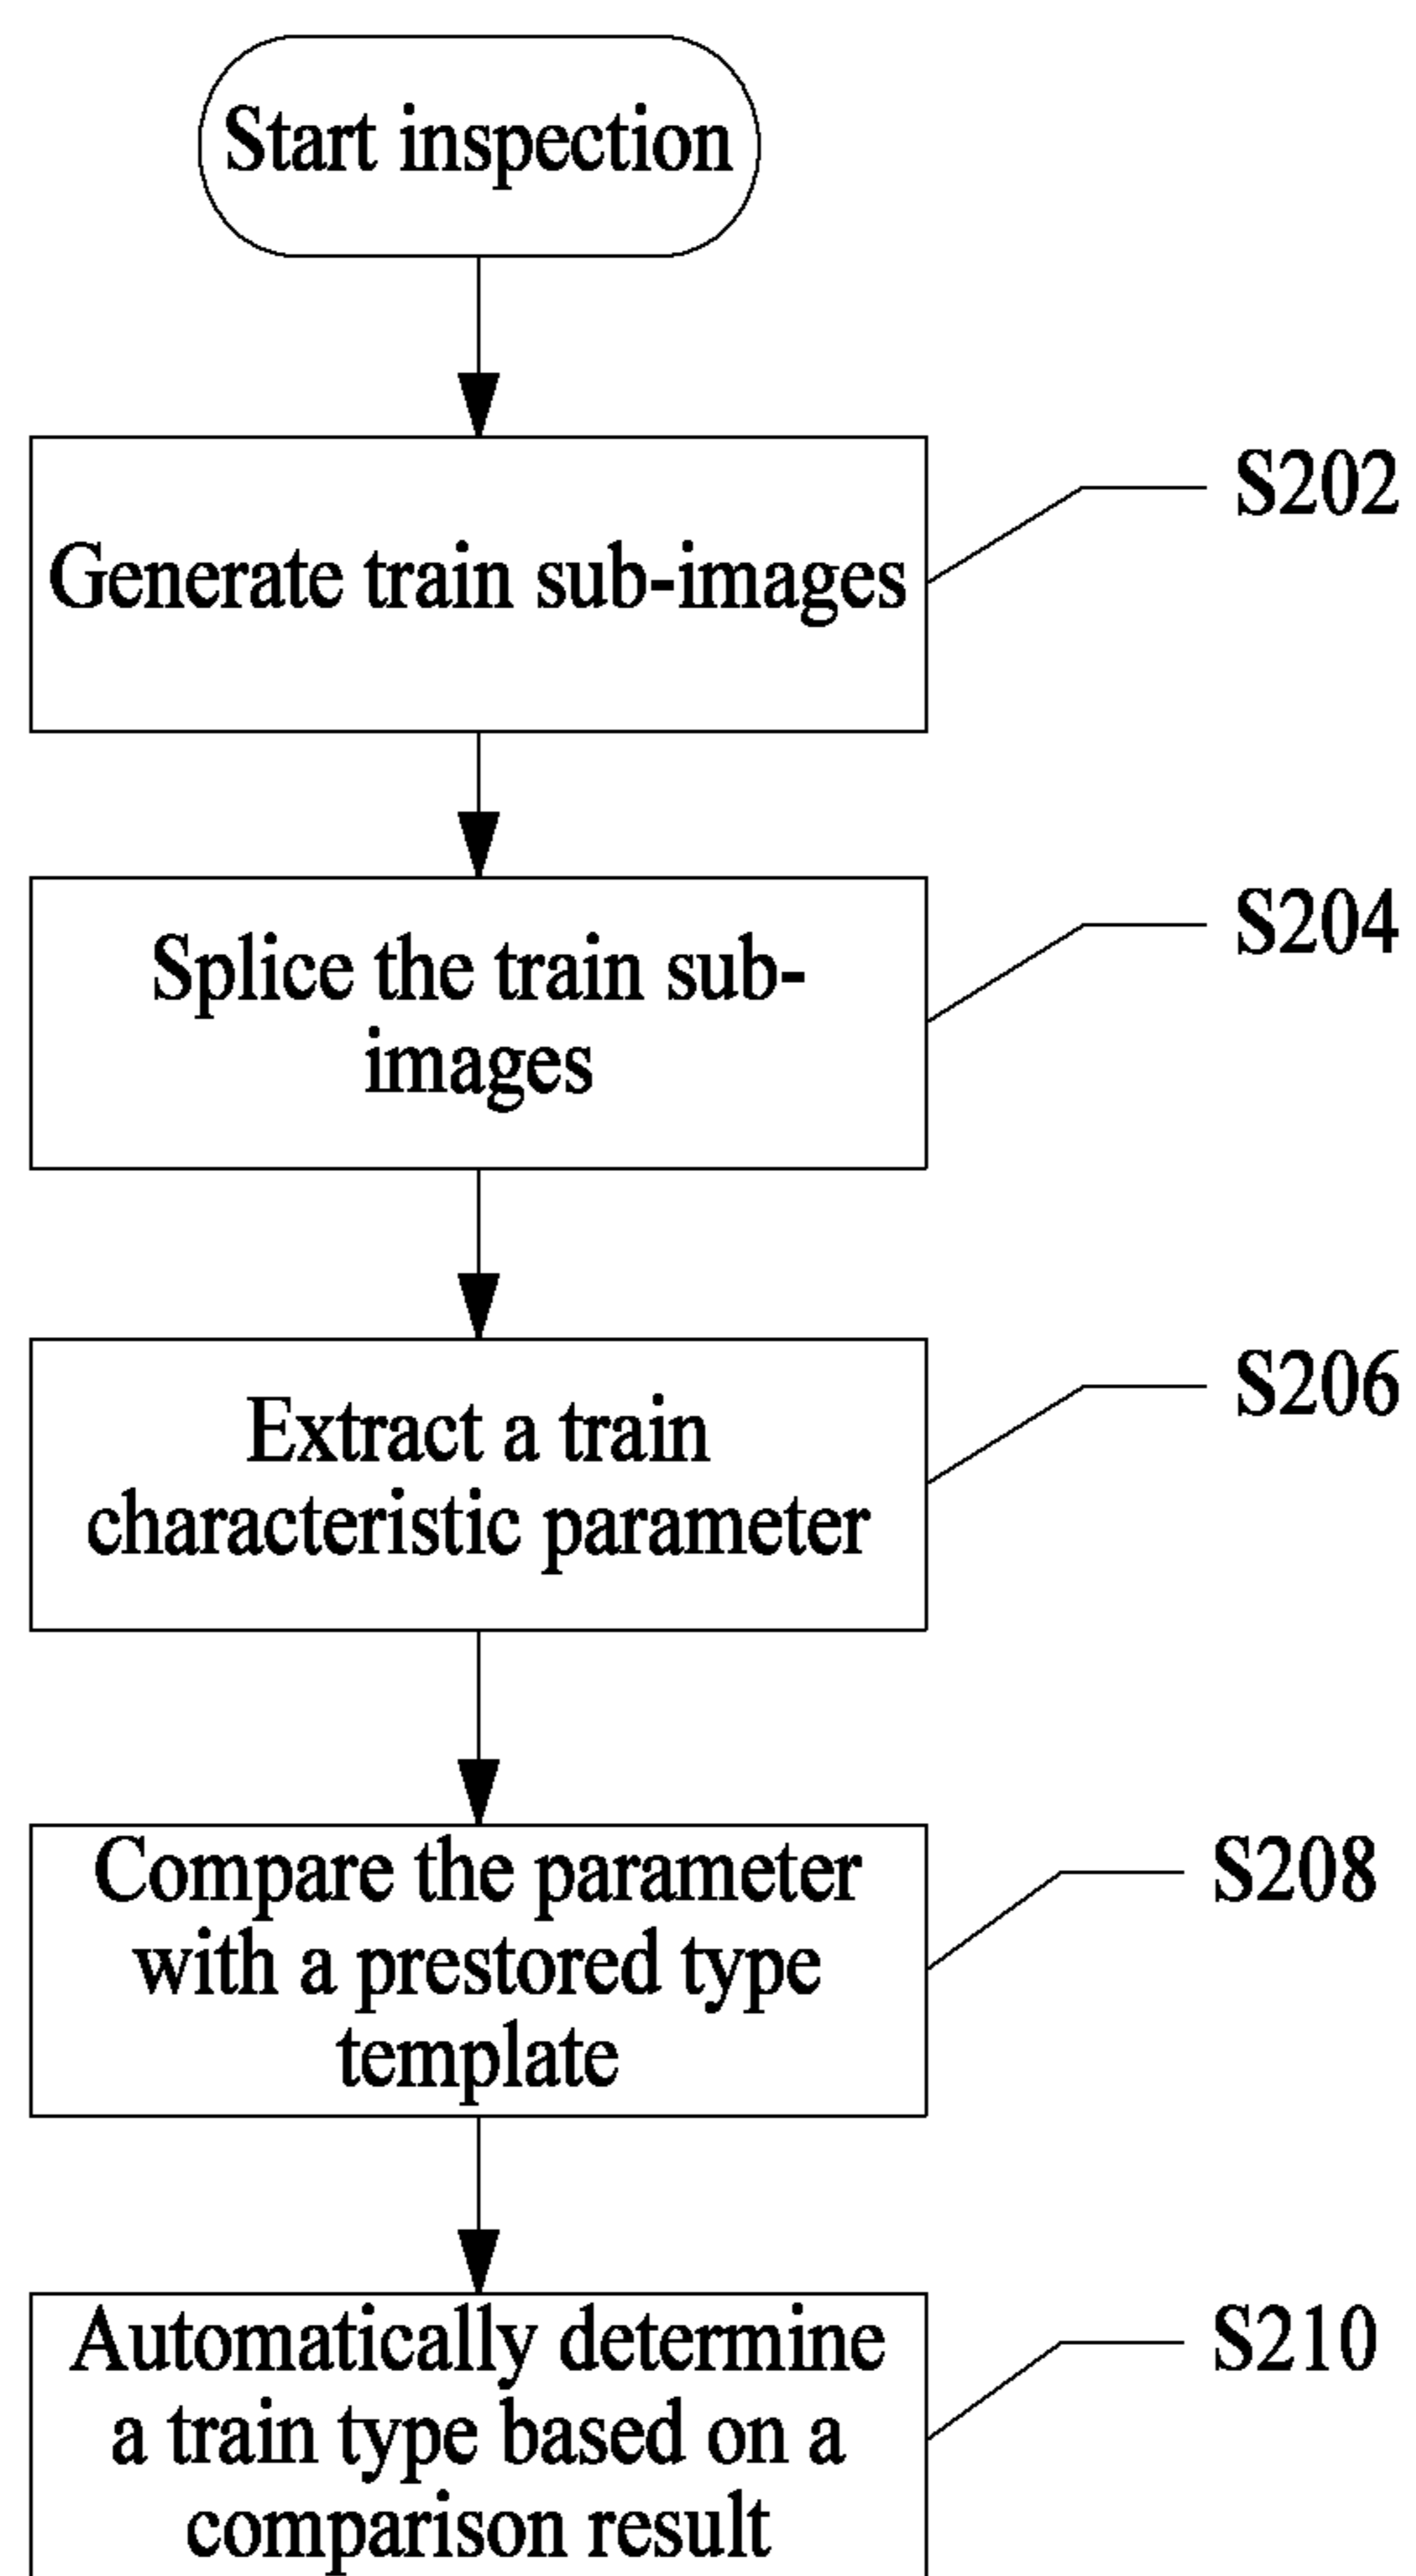 Start inspection
S202
Generate train sub-images
S204
Splice the train sub-
images
S206
Extract a train
characteristic parameter
S208
Compare the parameter
with a prestored type
template
S210
Automatically determine
a train type based on a
comparison result